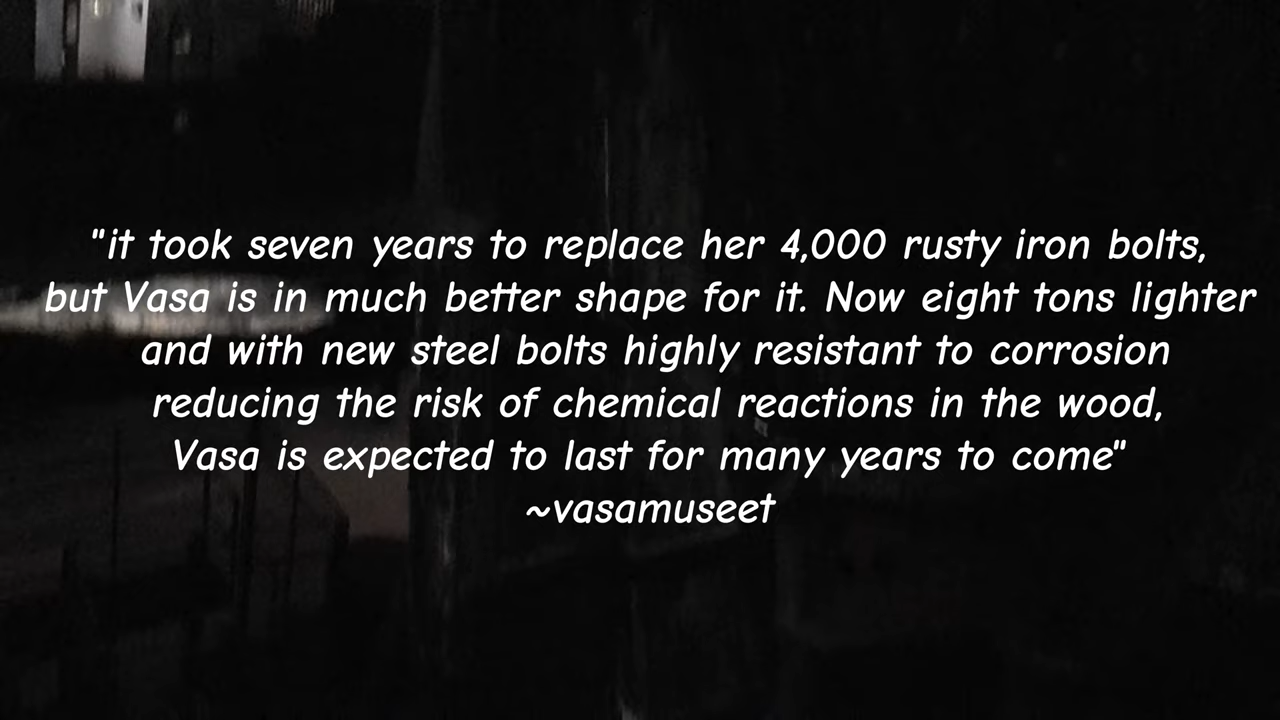 "it took seven years to replace her 4,000 rusty iron bolts,
but Vasa is in much better shape for it. Now eight tons lighter
and with new steel bolts highly resistant to corrosion
reducing the risk of chemical reactions in the wood,
Vasa is expected to last for many years to come"
~vasamuseet